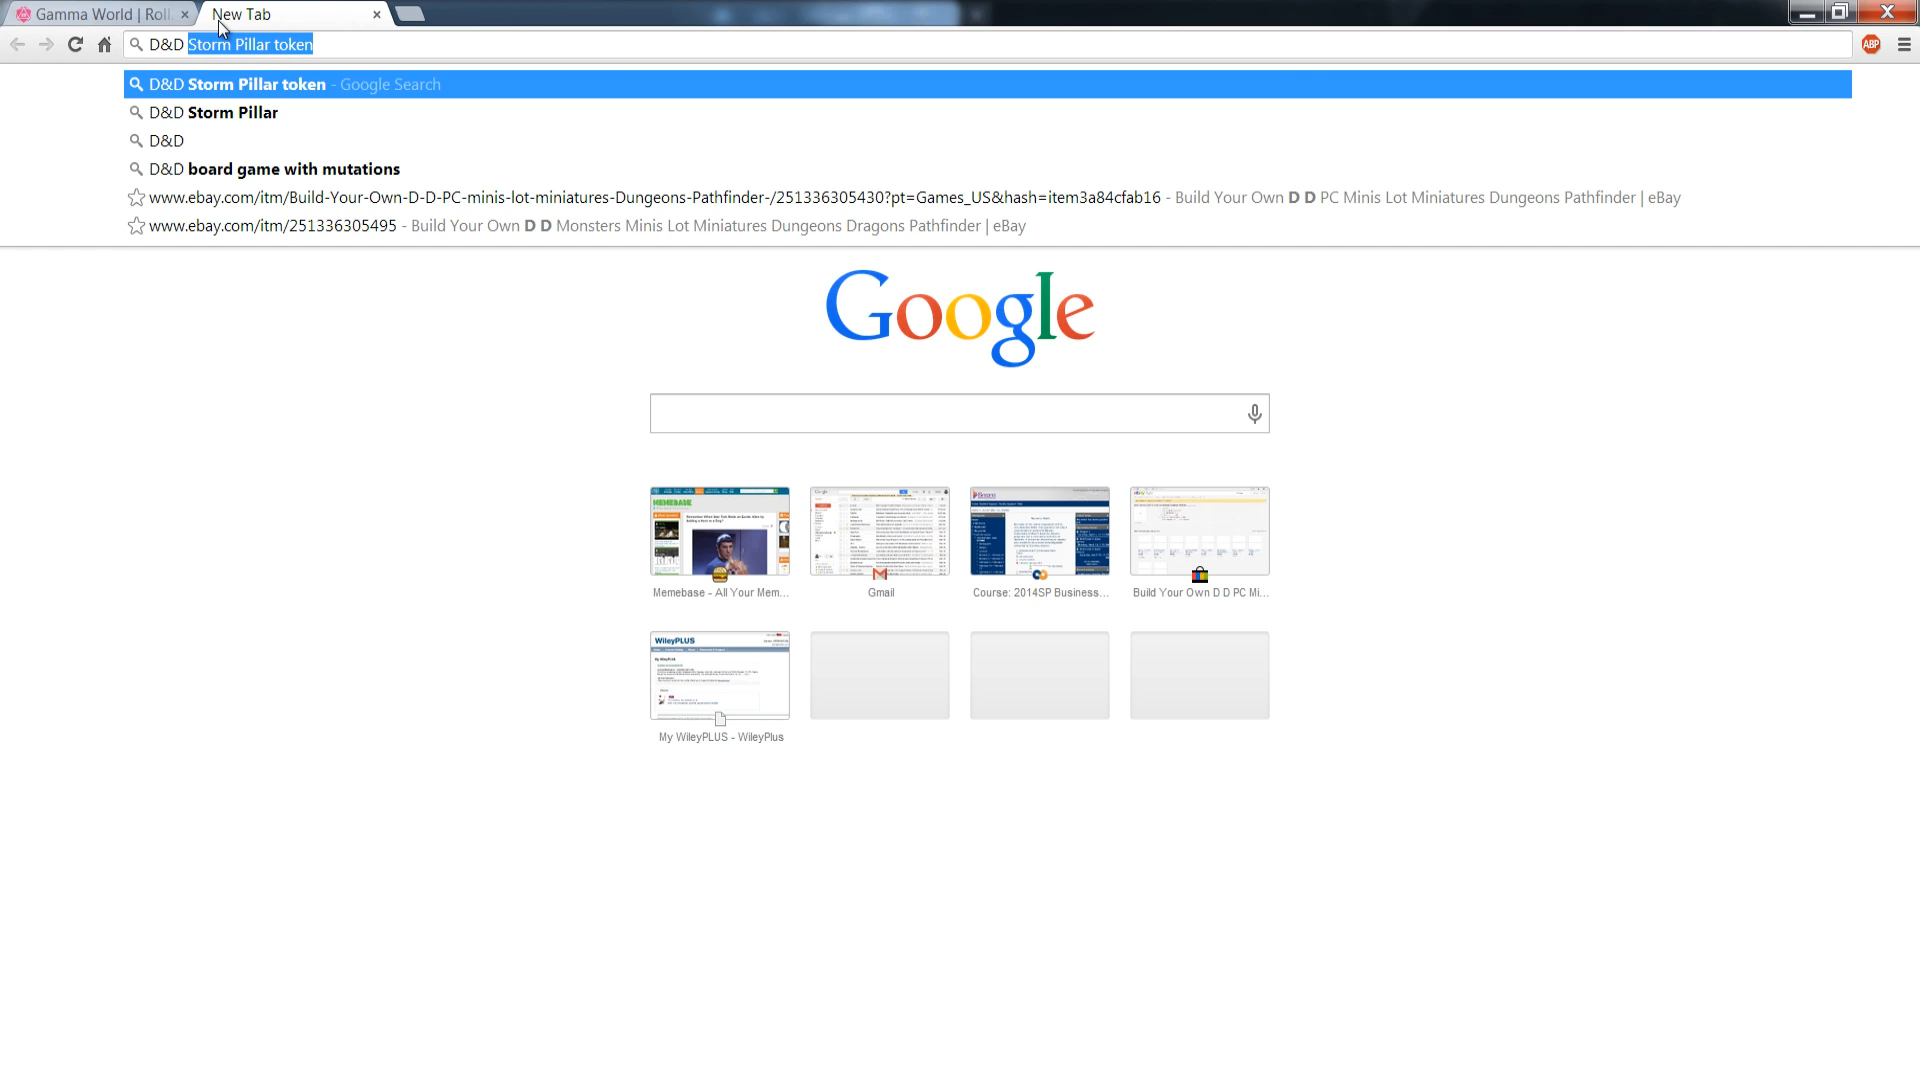 Gamma World | Roll
New Tab
D&D Storm Pillar token
ABP
D&D Storm Pillar token - Google Search
D&D Storm Pillar
D&D
D&D board game with mutations
www.ebay.com/itm/Build-Your-Own-D-D-PC-minis-lot-miniatures-Dungeons-Pathfinder-/251336305430?pt=Games_US&hash=item3a84cfab16 - Build Your Own D D PC Minis Lot Miniatures Dungeons Pathfinder | eBay
www.ebay.com/itm/251336305495 - Build Your Own D D Monsters Minis Lot Miniatures Dungeons Dragons Pathfinder | eBay
Google
MEMEBASE
Memebase - All Your Mem...
Gmail
Course: 2014SP Business...
Build Your Own D D PC Mi...
WileyPLUS
My WileyPLUS - WileyPlus